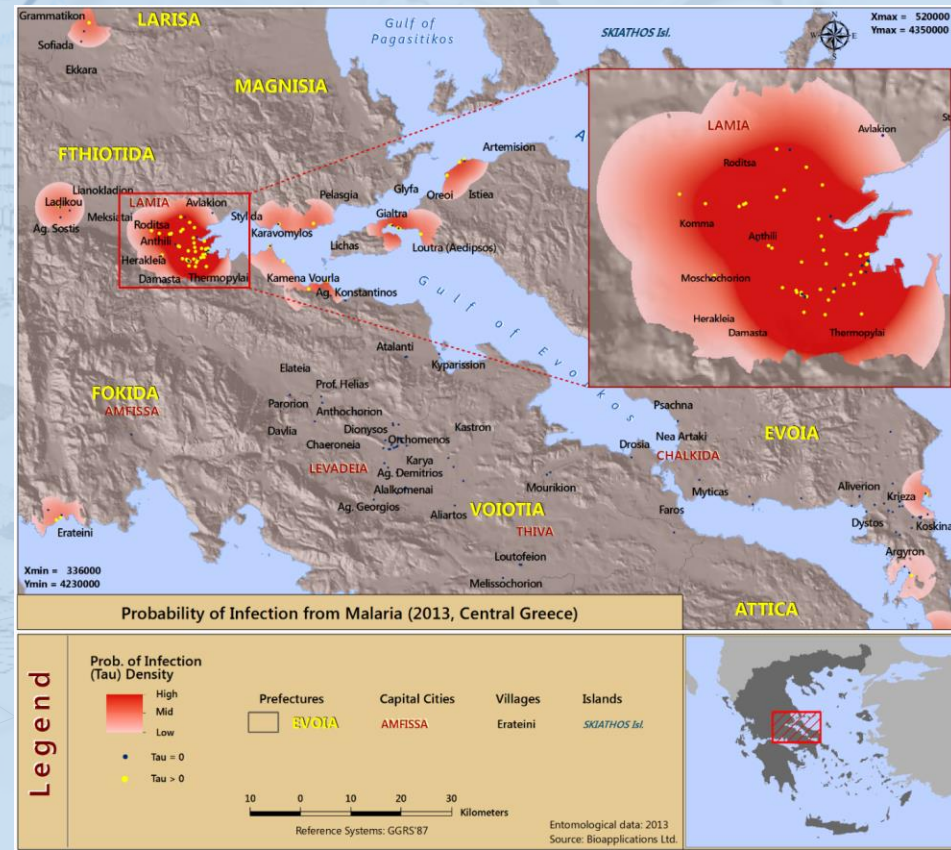 LARISA
Grammatikon
Sofiada
Ekkara
Gulf of
Pagasitikos
SKIATHOS Isl.
N
W
E
S
Xmax = 520000
Ymax = 4350000
MAGNISIA
FTHIOTIDA
Lianokladion
Ladikou
Ag. Sostis
Meksiatai
LAMIA
Avlakion
Roditsa
Anthili
Herakleia
Damasta
Thermopylai
Stylida
Karavomylos
Pelasgia
Glyfa
Artemision
Oreoi
Istiea
Gialtra
Lichas
Loutra (Aedipsos)
Kamena Vourla
Ag. Konstantinos
Gulf of Evoikos
A
LAMIA
Avlakion
St
Roditsa
Komma
Anthili
Moschochorion
Herakleia
Damasta
Thermopylai
Atalanti
Kyparission
Elateia
Prof. Helias
Parorion
Anthochorion
Davlia
Dionysos
Kastron
Chaeroneia
Orchomenos
LEVADEIA
Karya
Ag. Demitrios
Alalkomenai
Ag. Georgios
Aliartos
FOKIDA
AMFISSA
Erateini
VOIOTIA
THIVA
Mourikion
Loutofeion
Melissochorion
Psachna
Nea Artaki
Drosia
CHALKIDA
EVOIA
Myticas
Faros
Aliverion
Krieza
Dystos
Koskina
Argyron
ATTICA
Xmin = 336000
Ymin = 4230000
Probability of Infection from Malaria (2013, Central Greece)
Legend
Prob. of Infection
(Tau) Density
High
Mid
Low
Tau = 0
Tau > 0
Prefectures
Capital Cities
Villages
Islands
EVOIA
AMFISSA
Erateini
SKIATHOS Isl.
10 0 10 20 30
Kilometers
Reference Systems: GGRS'87
Entomological data: 2013
Source: Bioapplications Ltd.